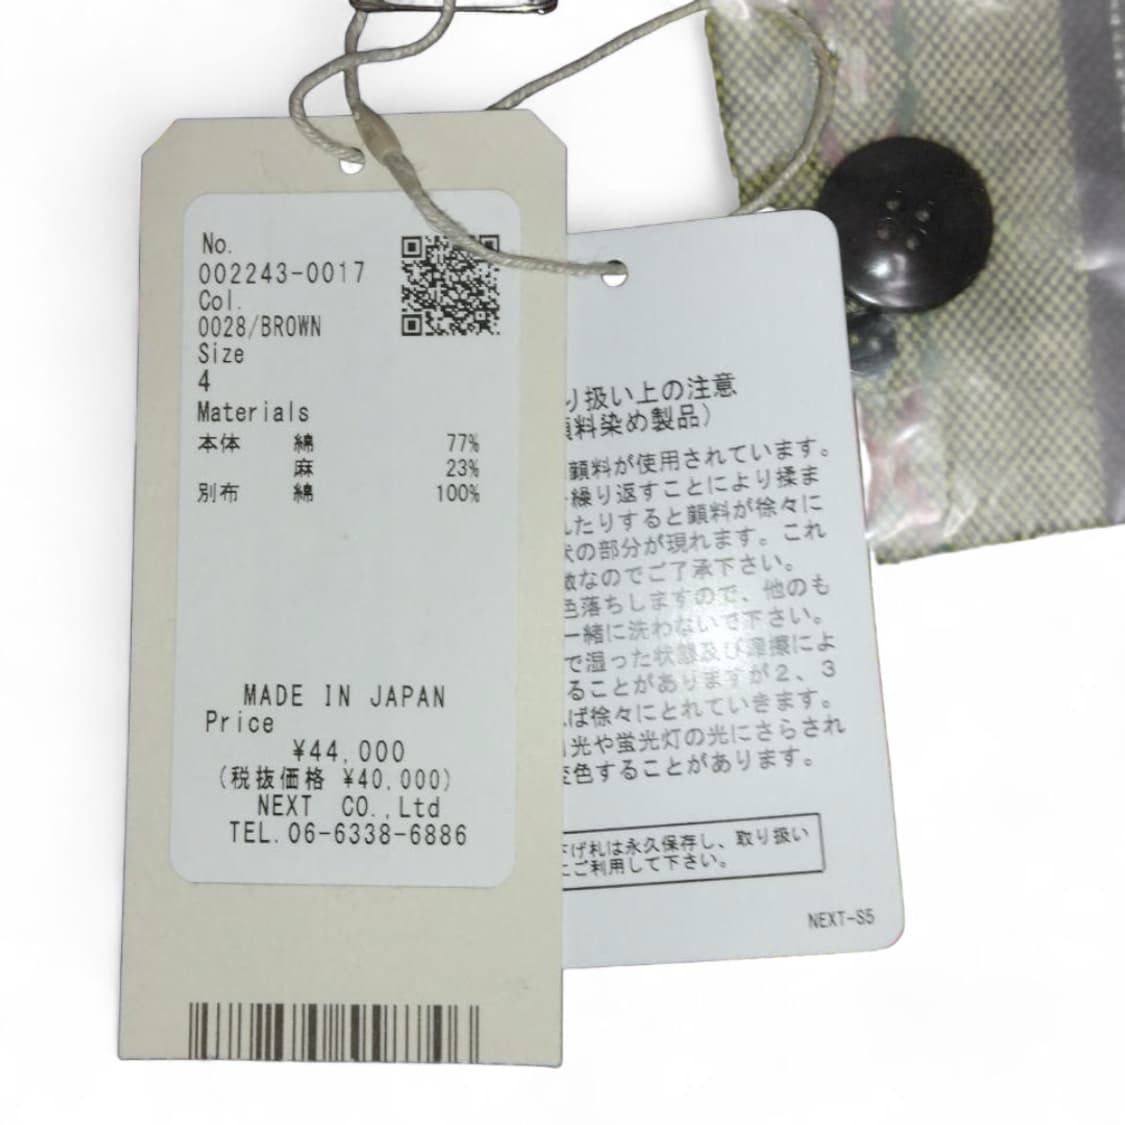 No.
002243-0017
Col.
0028/BROWN
Size
4
Materials
本体 綿 77%
麻 23%
別布 綿 100%
MADE IN JAPAN
Price
¥44,000
(税抜価格 ¥40,000)
NEXT CO.,Ltd
TEL.06-6338-6886
り扱い上の注意
料染め製品)
顔料が使用されています。
繰り返すことにより揉ま
たりすると顔料が徐々に
状の部分が現れます。これ
徴なのでご了承下さい。
色落ちしますので、他のも
一緒に洗わないで下さい。
で湿った状態及び摩擦によ
ることがありますが2、3
ば徐々にとれていきます。
光や蛍光灯の光にさらされ
変色することがあります。
げ札は永久保存し、取り扱い
ご利用して下さい。
NEXT-S5